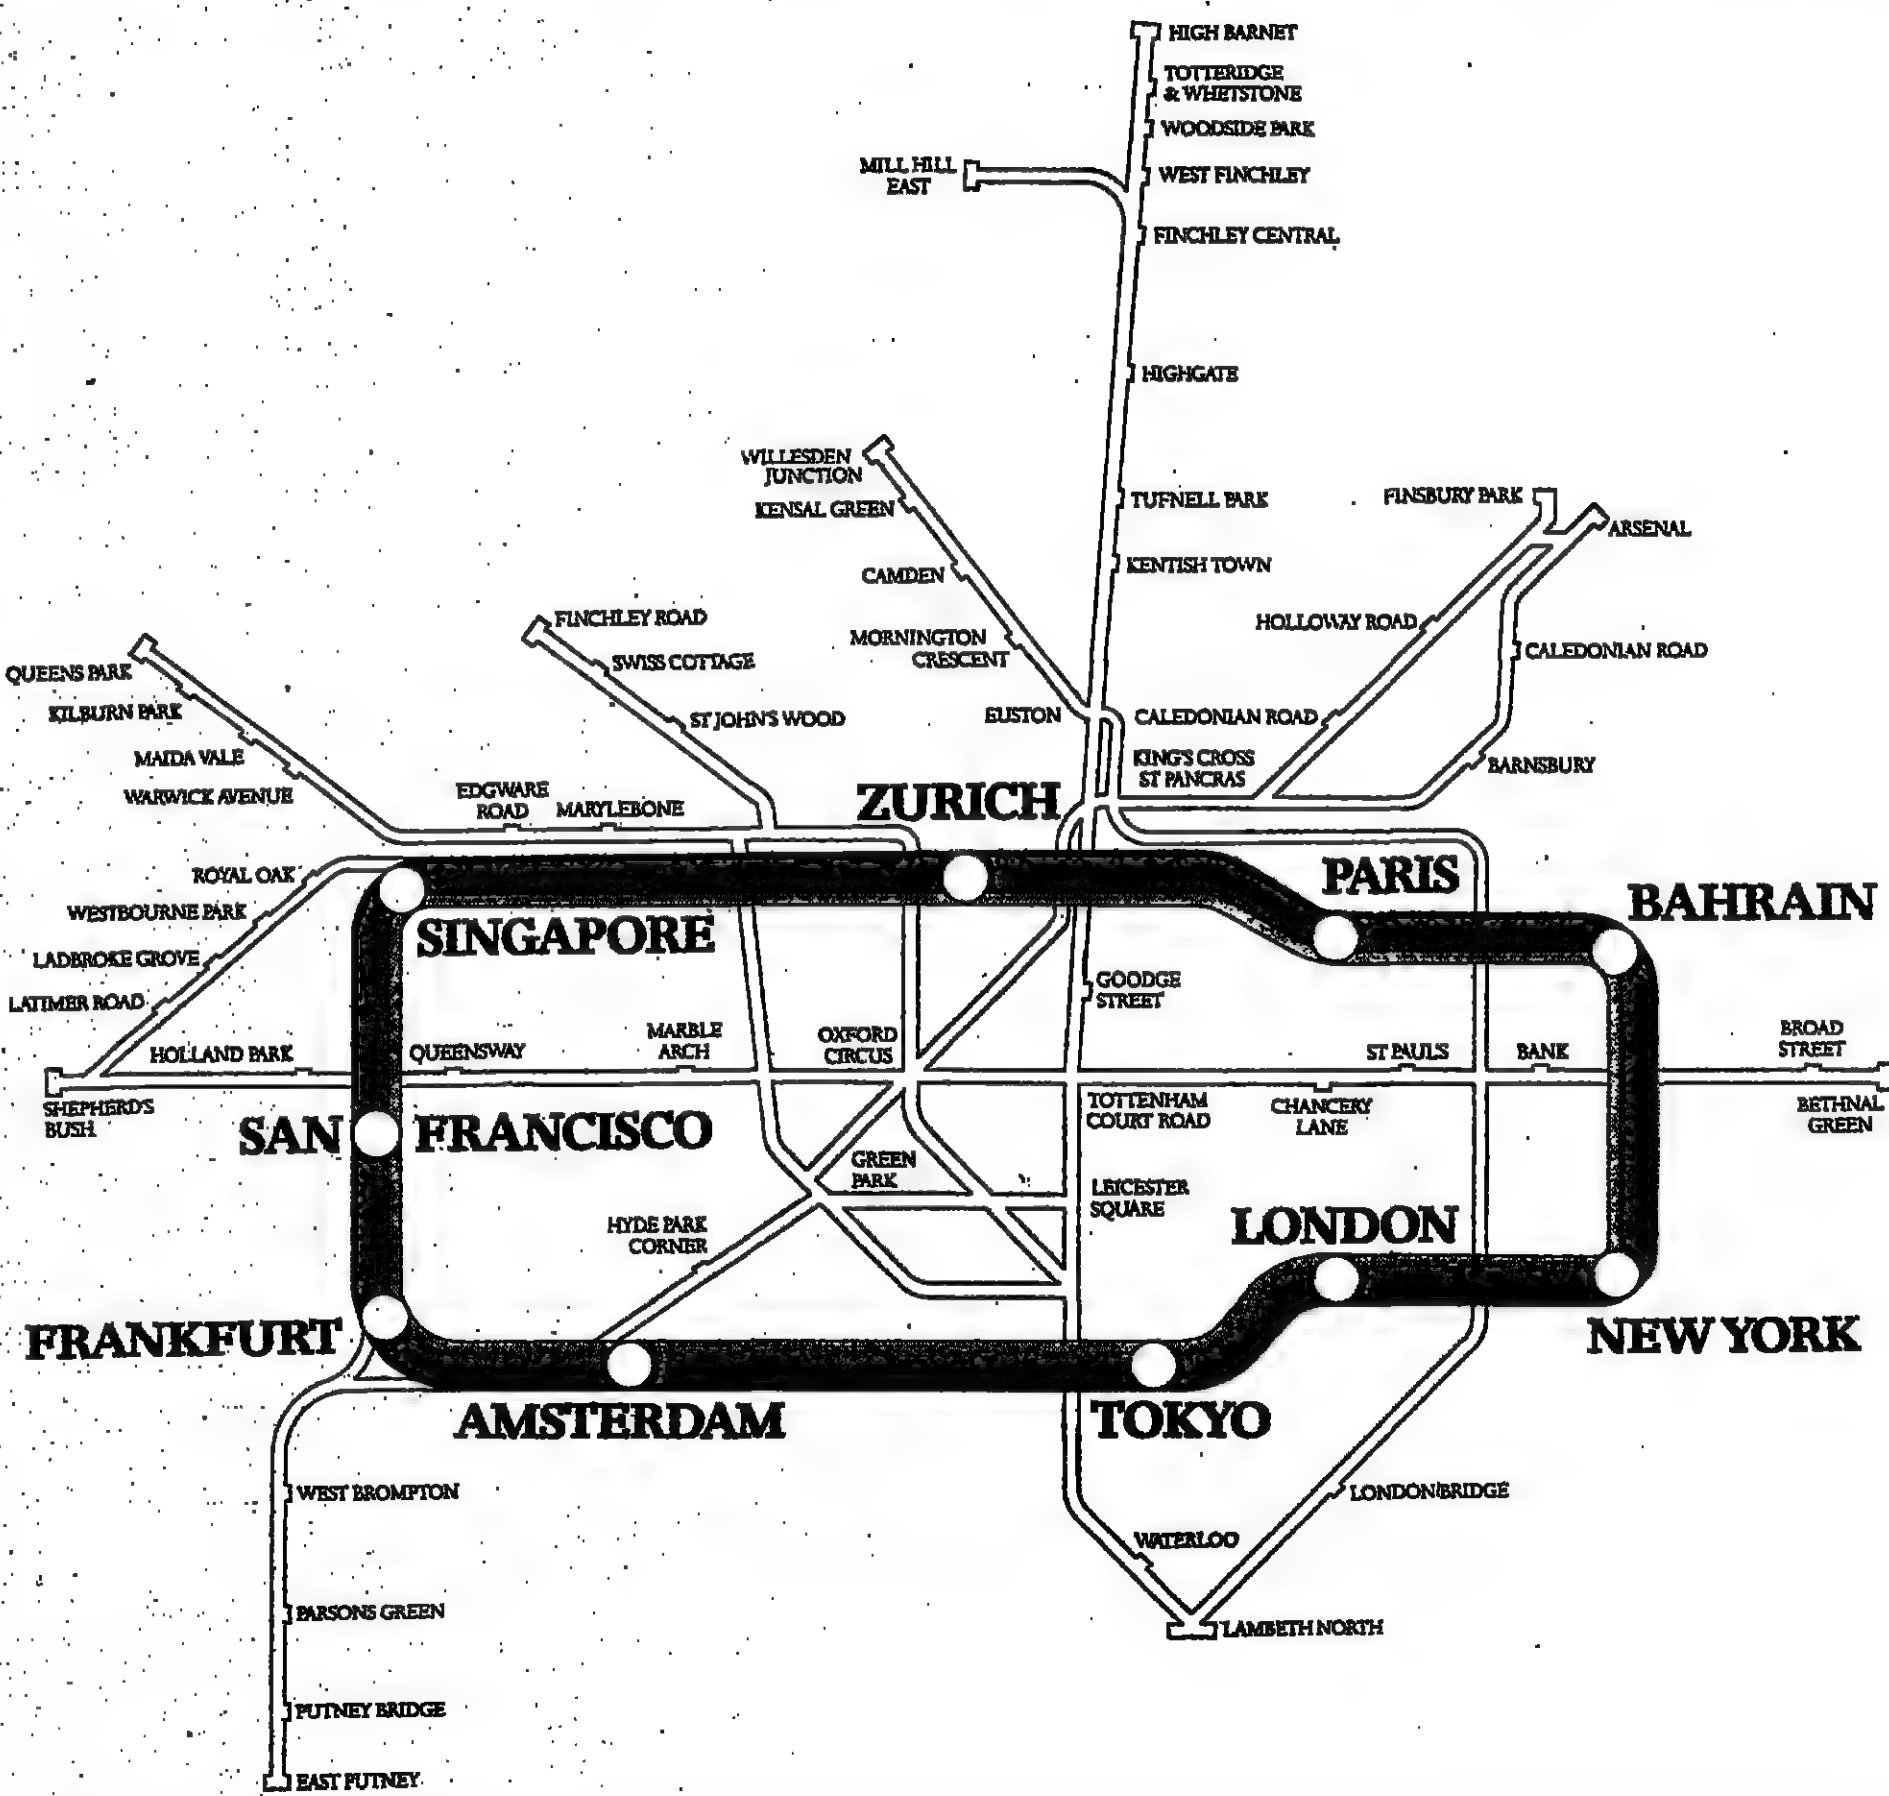 HIGH BARNET
TOTTERIDGE
& WHETSTONE
WOODSIDE PARK
MILL HILL
EAST
WEST FINCHLEY
FINCHLEY CENTRAL
HIGHGATE
WILLESDEN
JUNCTION
KENSAL GREEN
TUFNELL PARK
FINSBURY PARK
ARSENAL
CAMDEN
KENTISH TOWN
FINCHLEY ROAD
HOLLOWAY ROAD
MORNINGTON
CRESCENT
CALEDONIAN ROAD
QUEENS PARK
SWISS COTTAGE
KILBURN PARK
ST JOHN'S WOOD
EUSTON
CALEDONIAN ROAD
MAIDA VALE
KING'S CROSS
ST PANCRAS
BARNSBURY
WARWICK AVENUE
EDGWARE
ROAD
MARYLEBONE
ZURICH
ROYAL OAK
PARIS
BAHRAIN
WESTBOURNE PARK
SINGAPORE
LADBROKE GROVE
LATIMER ROAD
GOODGE
STREET
HOLLAND PARK
QUEENSWAY
MARBLE
ARCH
OXFORD
CIRCUS
ST PAULS
BANK
BROAD
STREET
SHEPHERD'S
BUSH
TOTTENHAM
COURT ROAD
CHANCERY
LANE
BETHNAL
GREEN
SAN FRANCISCO
GREEN
PARK
LEICESTER
SQUARE
HYDE PARK
CORNER
LONDON
FRANKFURT
NEW YORK
AMSTERDAM
TOKYO
WEST BROMPTON
LONDON BRIDGE
WATERLOO
PARSONS GREEN
LAMBETH NORTH
PUTNEY BRIDGE
EAST PUTNEY